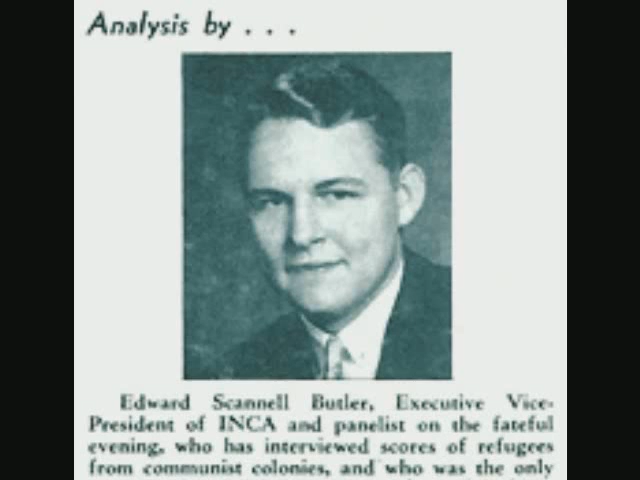 Analysis by . . .
Edward Scannell Butler, Executive Vice-
President of INCA and panelist on the fateful
evening, who has interviewed scores of refugees
from communist colonies, and who was the only